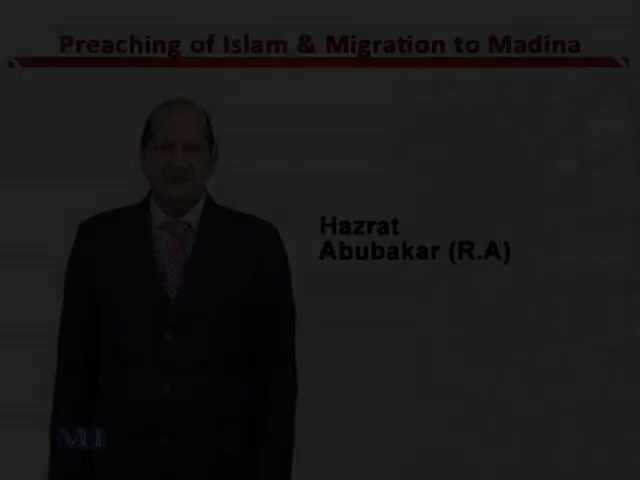 Preaching of Islam & Migration to Madina
Hazrat
Abubakar (R.A)
VU